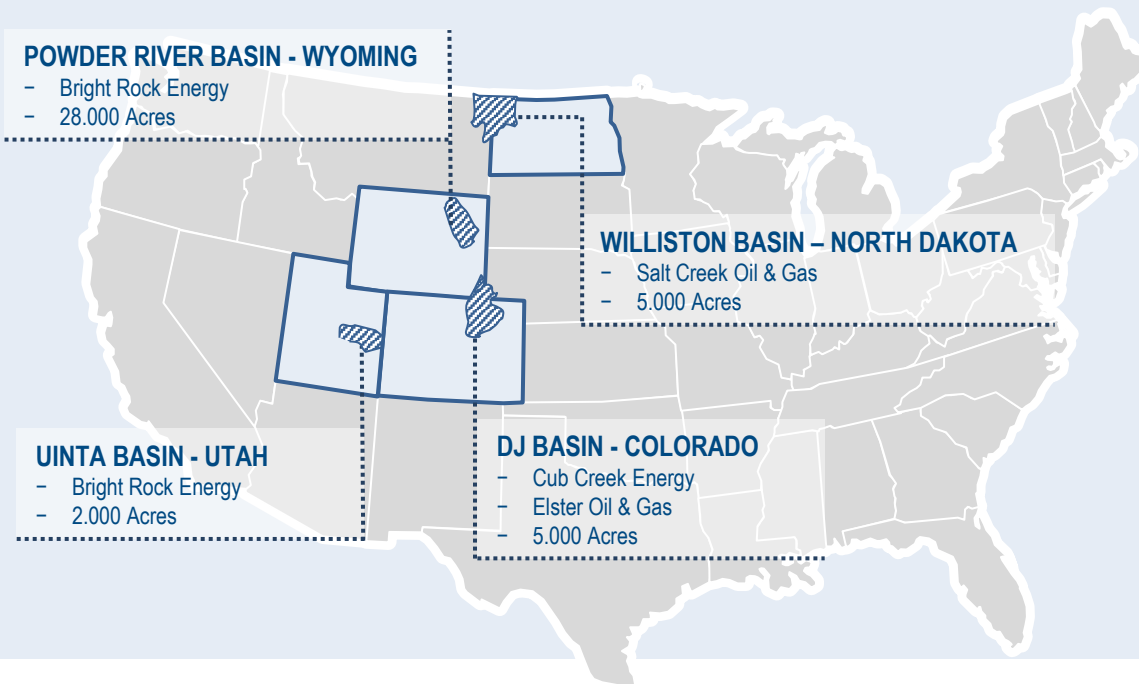 POWDER RIVER BASIN - WYOMING
− Bright Rock Energy
− 28.000 Acres
WILLISTON BASIN – NORTH DAKOTA
− Salt Creek Oil & Gas
− 5.000 Acres
UINTA BASIN - UTAH
− Bright Rock Energy
− 2.000 Acres
DJ BASIN - COLORADO
− Cub Creek Energy
− Elster Oil & Gas
− 5.000 Acres